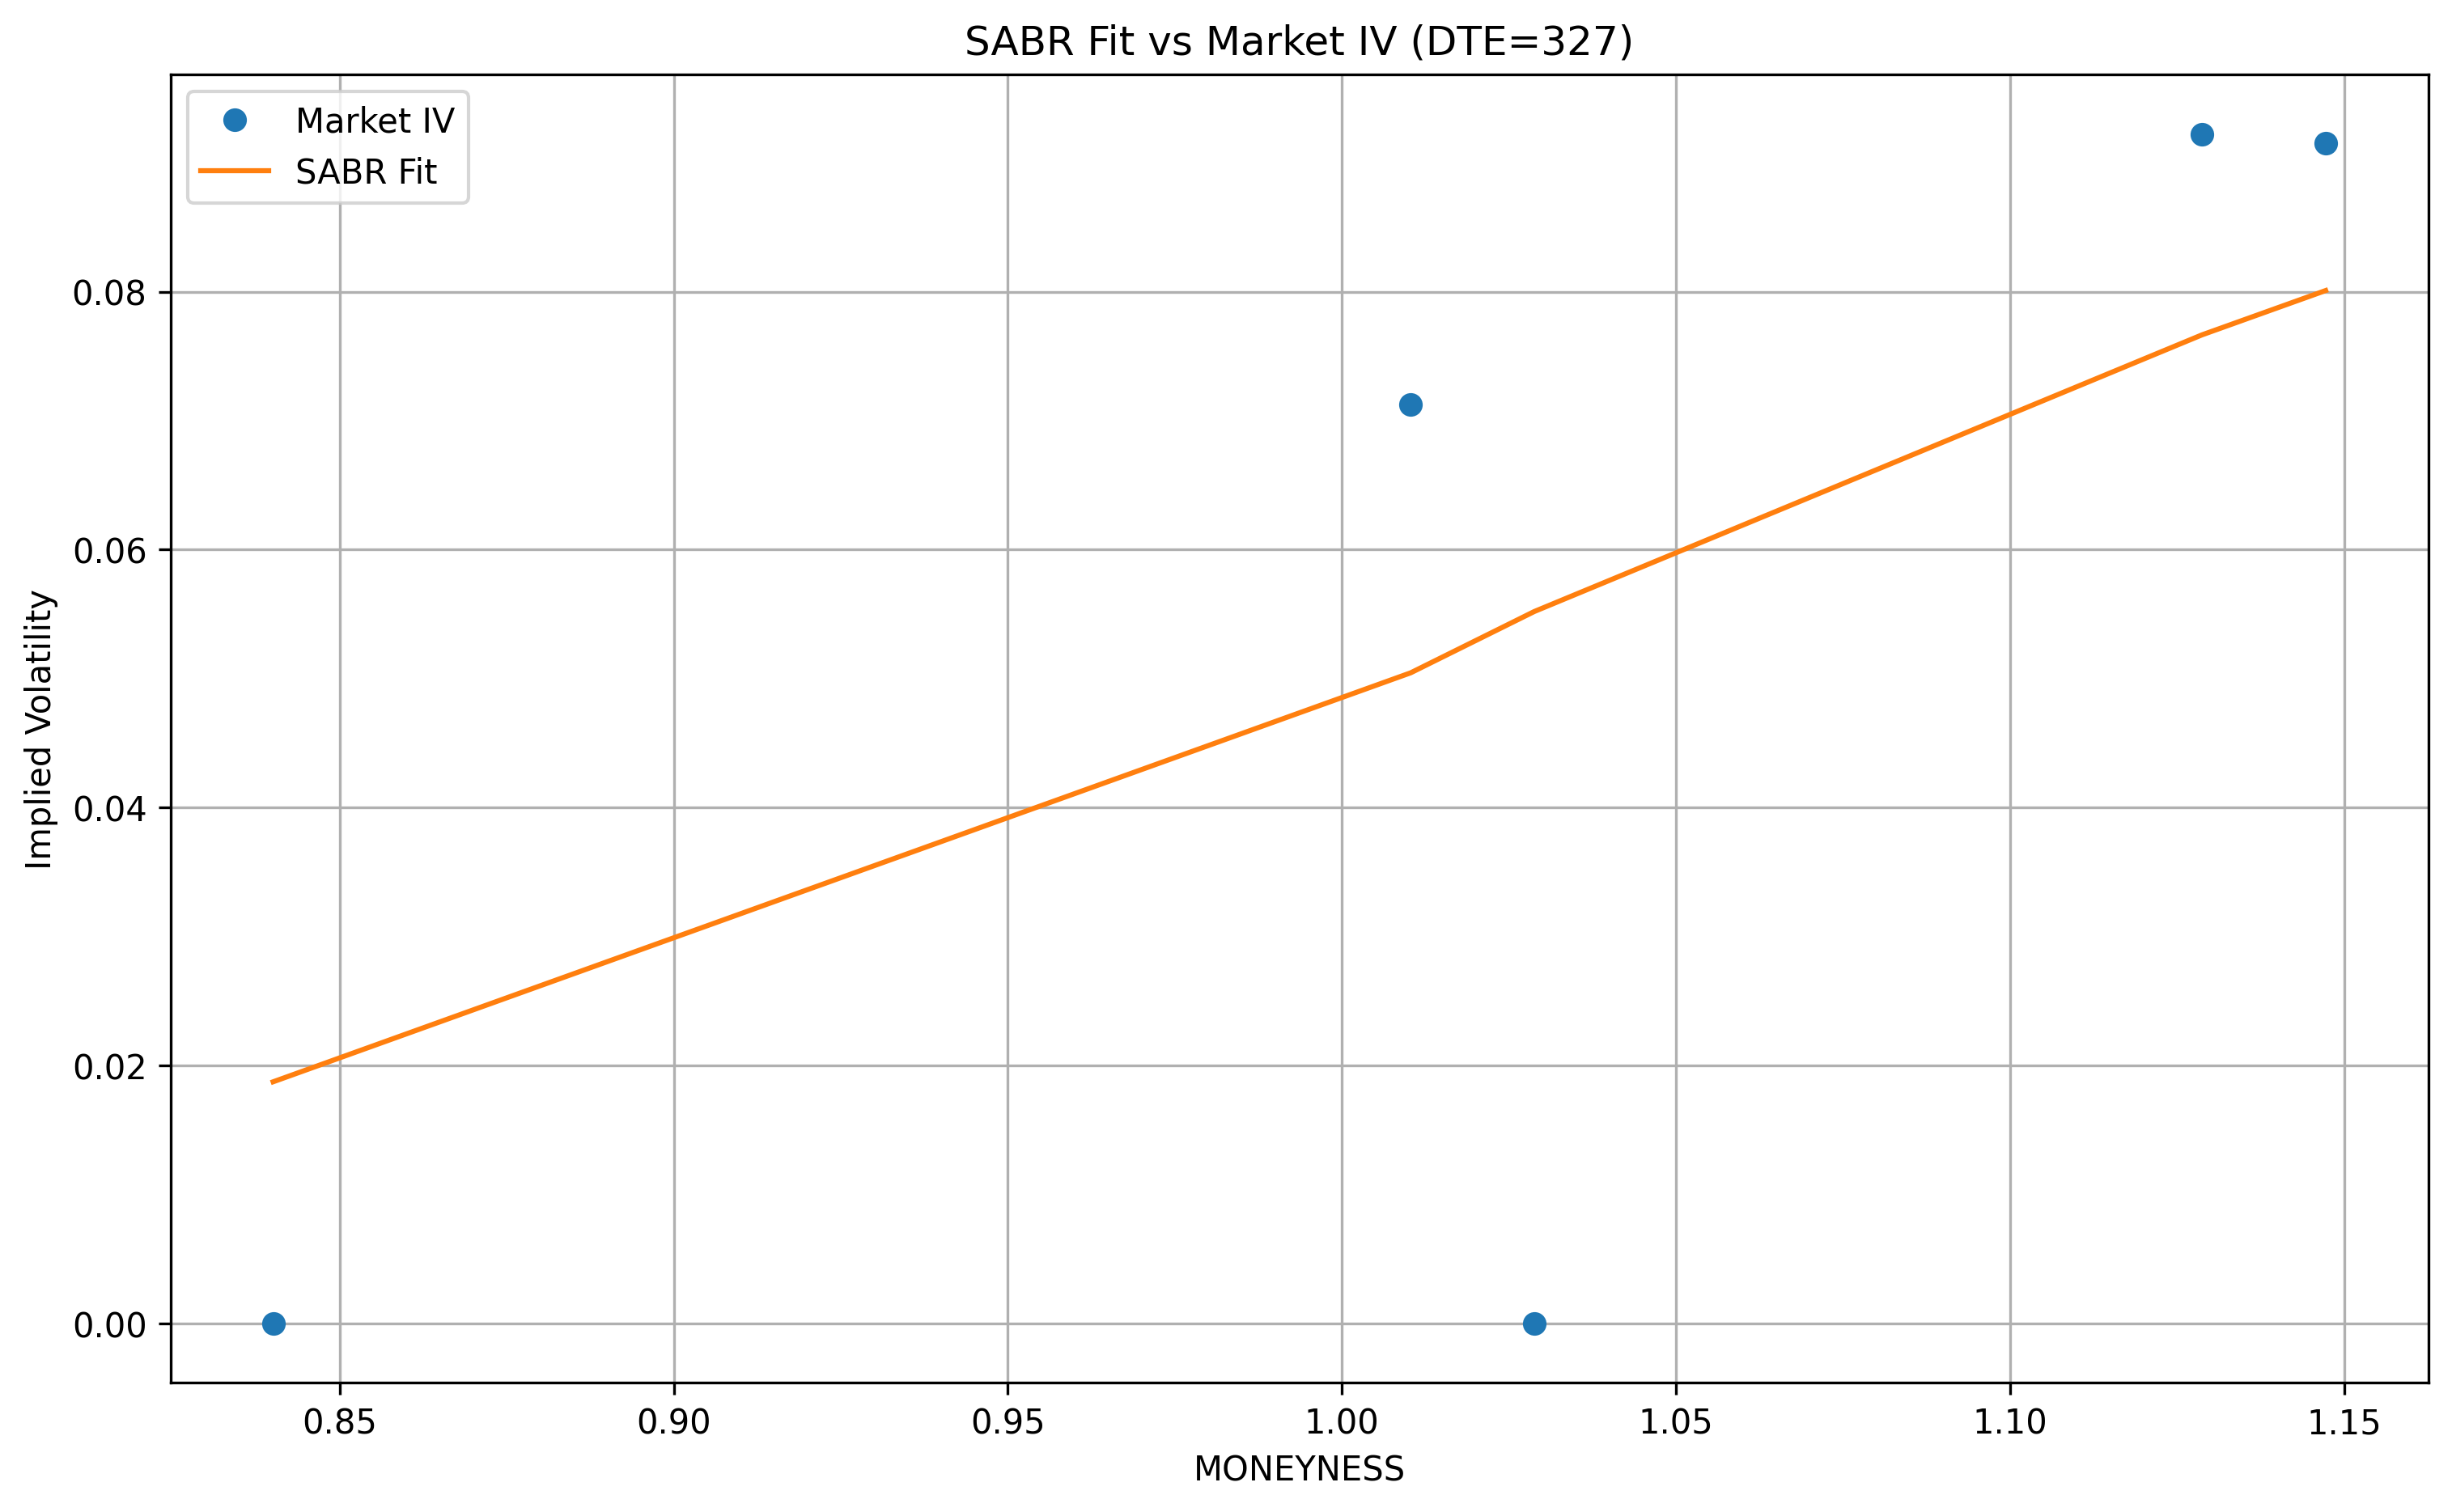 SABR Fit vs Market IV (DTE=327)
Market IV
SABR Fit
Implied Volatility
0.08
0.06
0.04
0.02
0.00
0.85 0.90 0.95 1.00 1.05 1.10 1.15
MONEYNESS